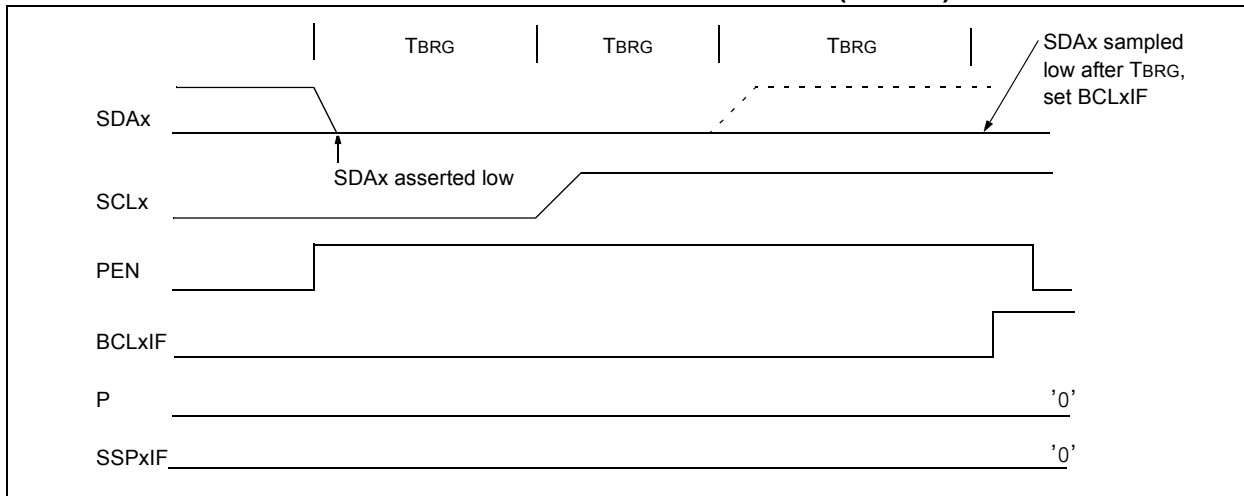 TBRG TBRG TBRG
SDAx sampled
low after TBRG,
set BCLxIF
SDAx
SDAx asserted low
SCLx
PEN
BCLxIF
P '0'
SSPxIF '0'